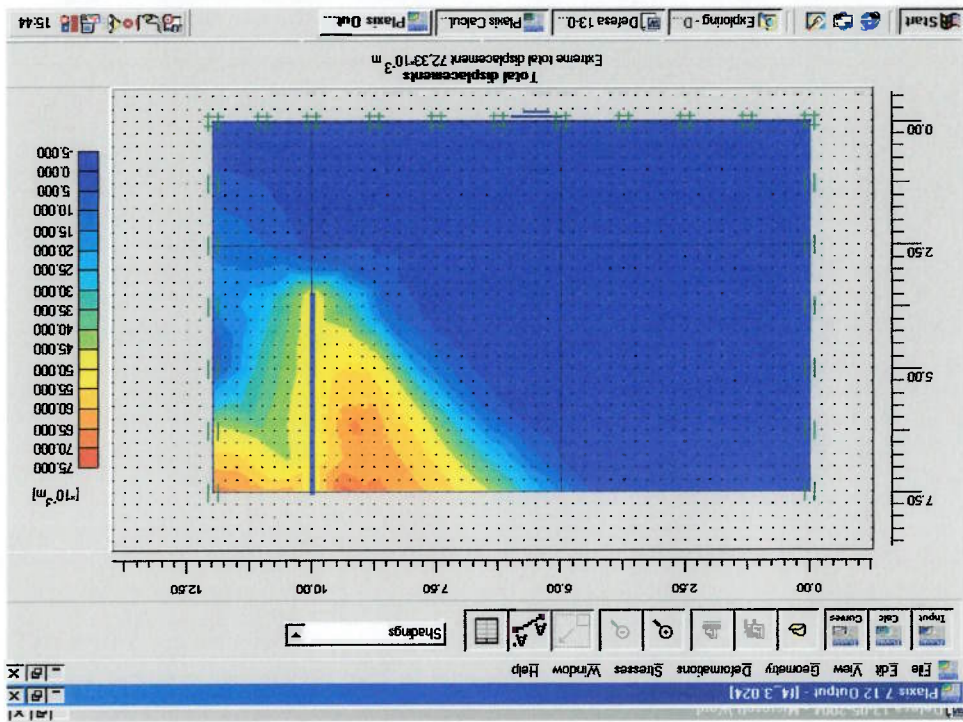 Plaxis 7.12 Output - [14_3.024]
File Edit View Geometry Deformations Stresses Window Help
Input Calc Curves
A A'
Shadings
0.00 2.50 5.00 7.50 10.00 12.50
7.50
5.00
2.50
0.00
[*10⁻³m]
75.000
70.000
65.000
60.000
55.000
50.000
45.000
40.000
35.000
30.000
25.000
20.000
15.000
10.000
5.000
0.000
-5.000
Total displacements
Extreme total displacement 72,33*10⁻³ m
Start Exploring - D... Defesa 13-0... Plaxis Calcul... Plaxis Out... 15:44